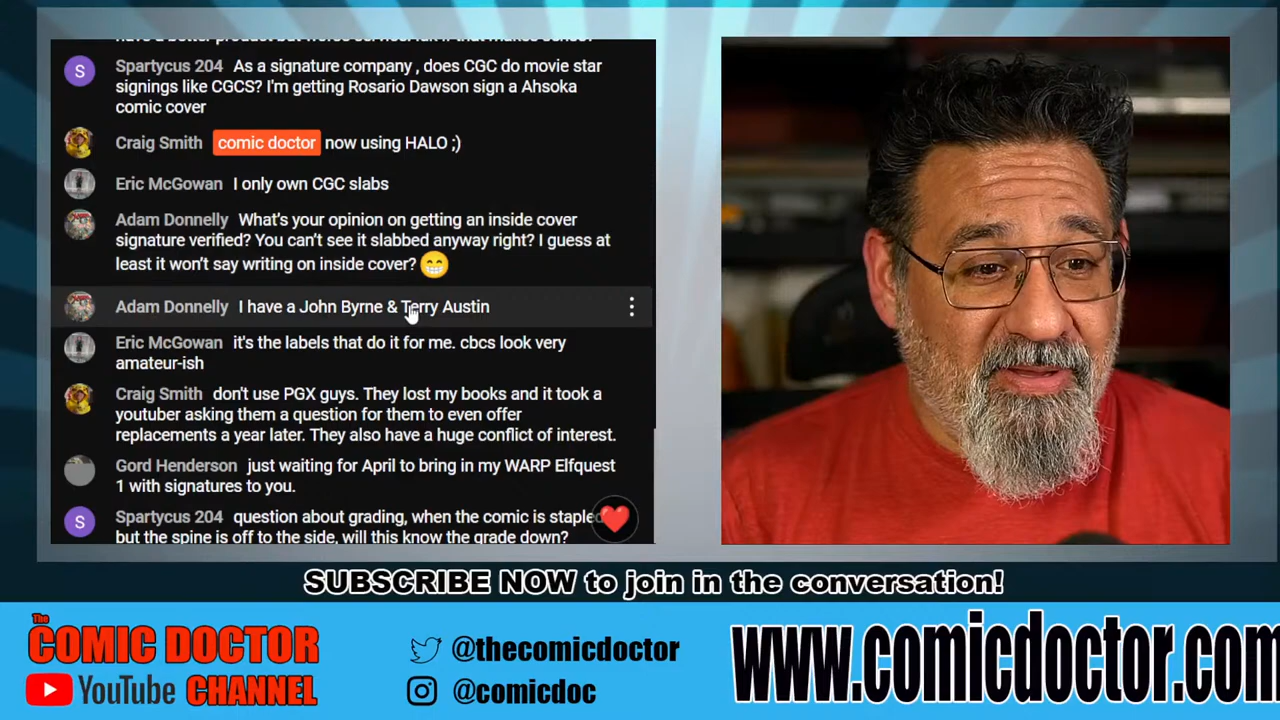 have a better product but worse service
Spartycus 204 As a signature company , does CGC do movie star
signings like CGCS? I'm getting Rosario Dawson sign a Ahsoka
comic cover
Craig Smith comic doctor now using HALO ;)
Eric McGowan I only own CGC slabs
Adam Donnelly What's your opinion on getting an inside cover
signature verified? You can't see it slabbed anyway right? I guess at
least it won't say writing on inside cover? 😁
Adam Donnelly I have a John Byrne & Terry Austin
Eric McGowan it's the labels that do it for me. cbcs look very
amateur-ish
Craig Smith don't use PGX guys. They lost my books and it took a
youtuber asking them a question for them to even offer
replacements a year later. They also have a huge conflict of interest.
Gord Henderson just waiting for April to bring in my WARP Elfquest
1 with signatures to you.
Spartycus 204 question about grading, when the comic is stapled
but the spine is off to the side, will this know the grade down?
SUBSCRIBE NOW to join in the conversation!
The
COMIC DOCTOR
YouTube CHANNEL
@thecomicdoctor
@comicdoc
www.comicdoctor.com